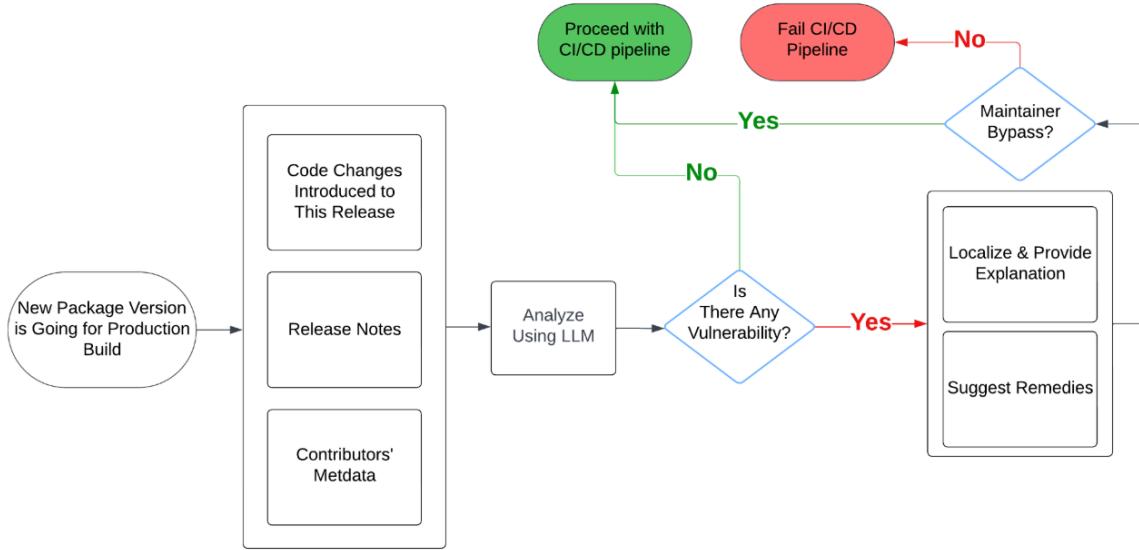 Proceed with
CI/CD pipeline
Fail CI/CD
Pipeline
No
Maintainer
Bypass?
Yes
Code Changes
Introduced to
This Release
No
Localize & Provide
Explanation
New Package Version
is Going for Production
Build
Release Notes
Analyze
Using LLM
Is
There Any
Vulnerability?
Yes
Suggest Remedies
Contributors'
Metdata